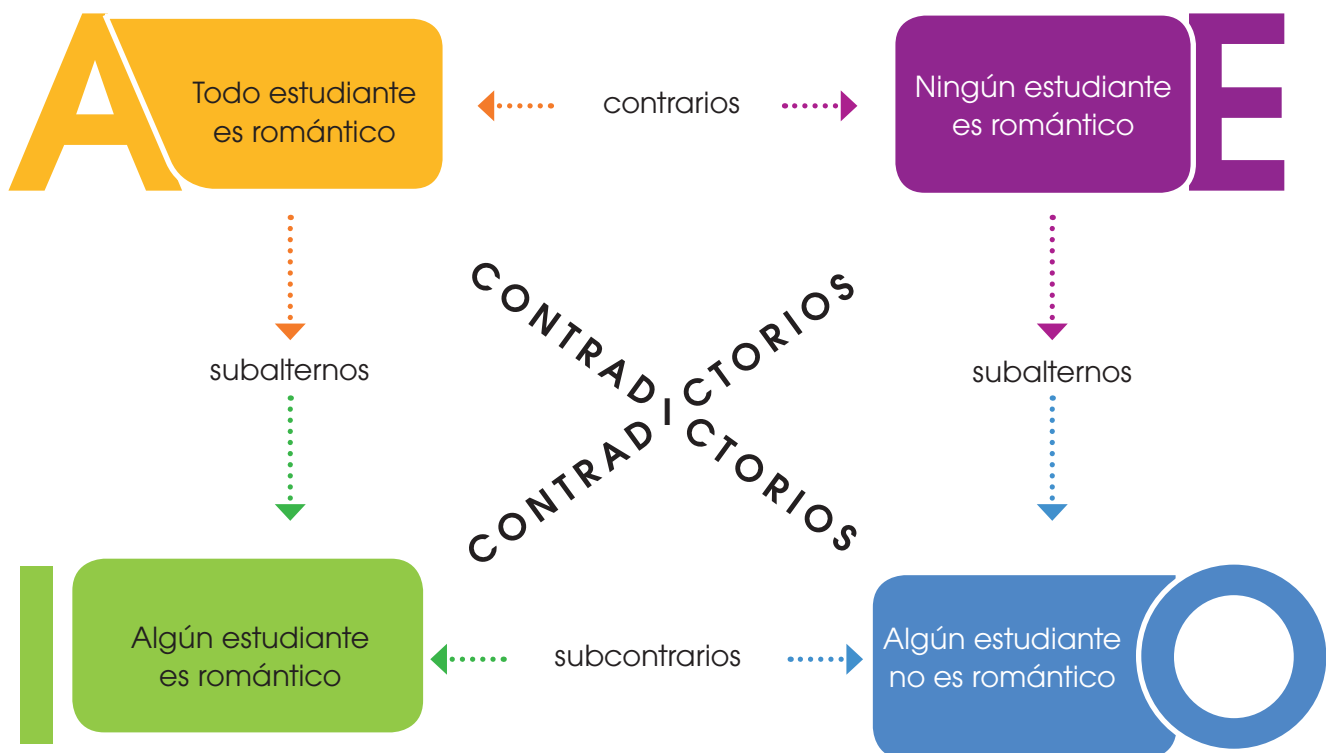 A
Todo estudiante
es romántico
contrarios
Ningún estudiante
es romántico
E
subalternos
CONTRADICTORIOS
CONTRADICTORIOS
subalternos
I
Algún estudiante
es romántico
subcontrarios
Algún estudiante
no es romántico
O